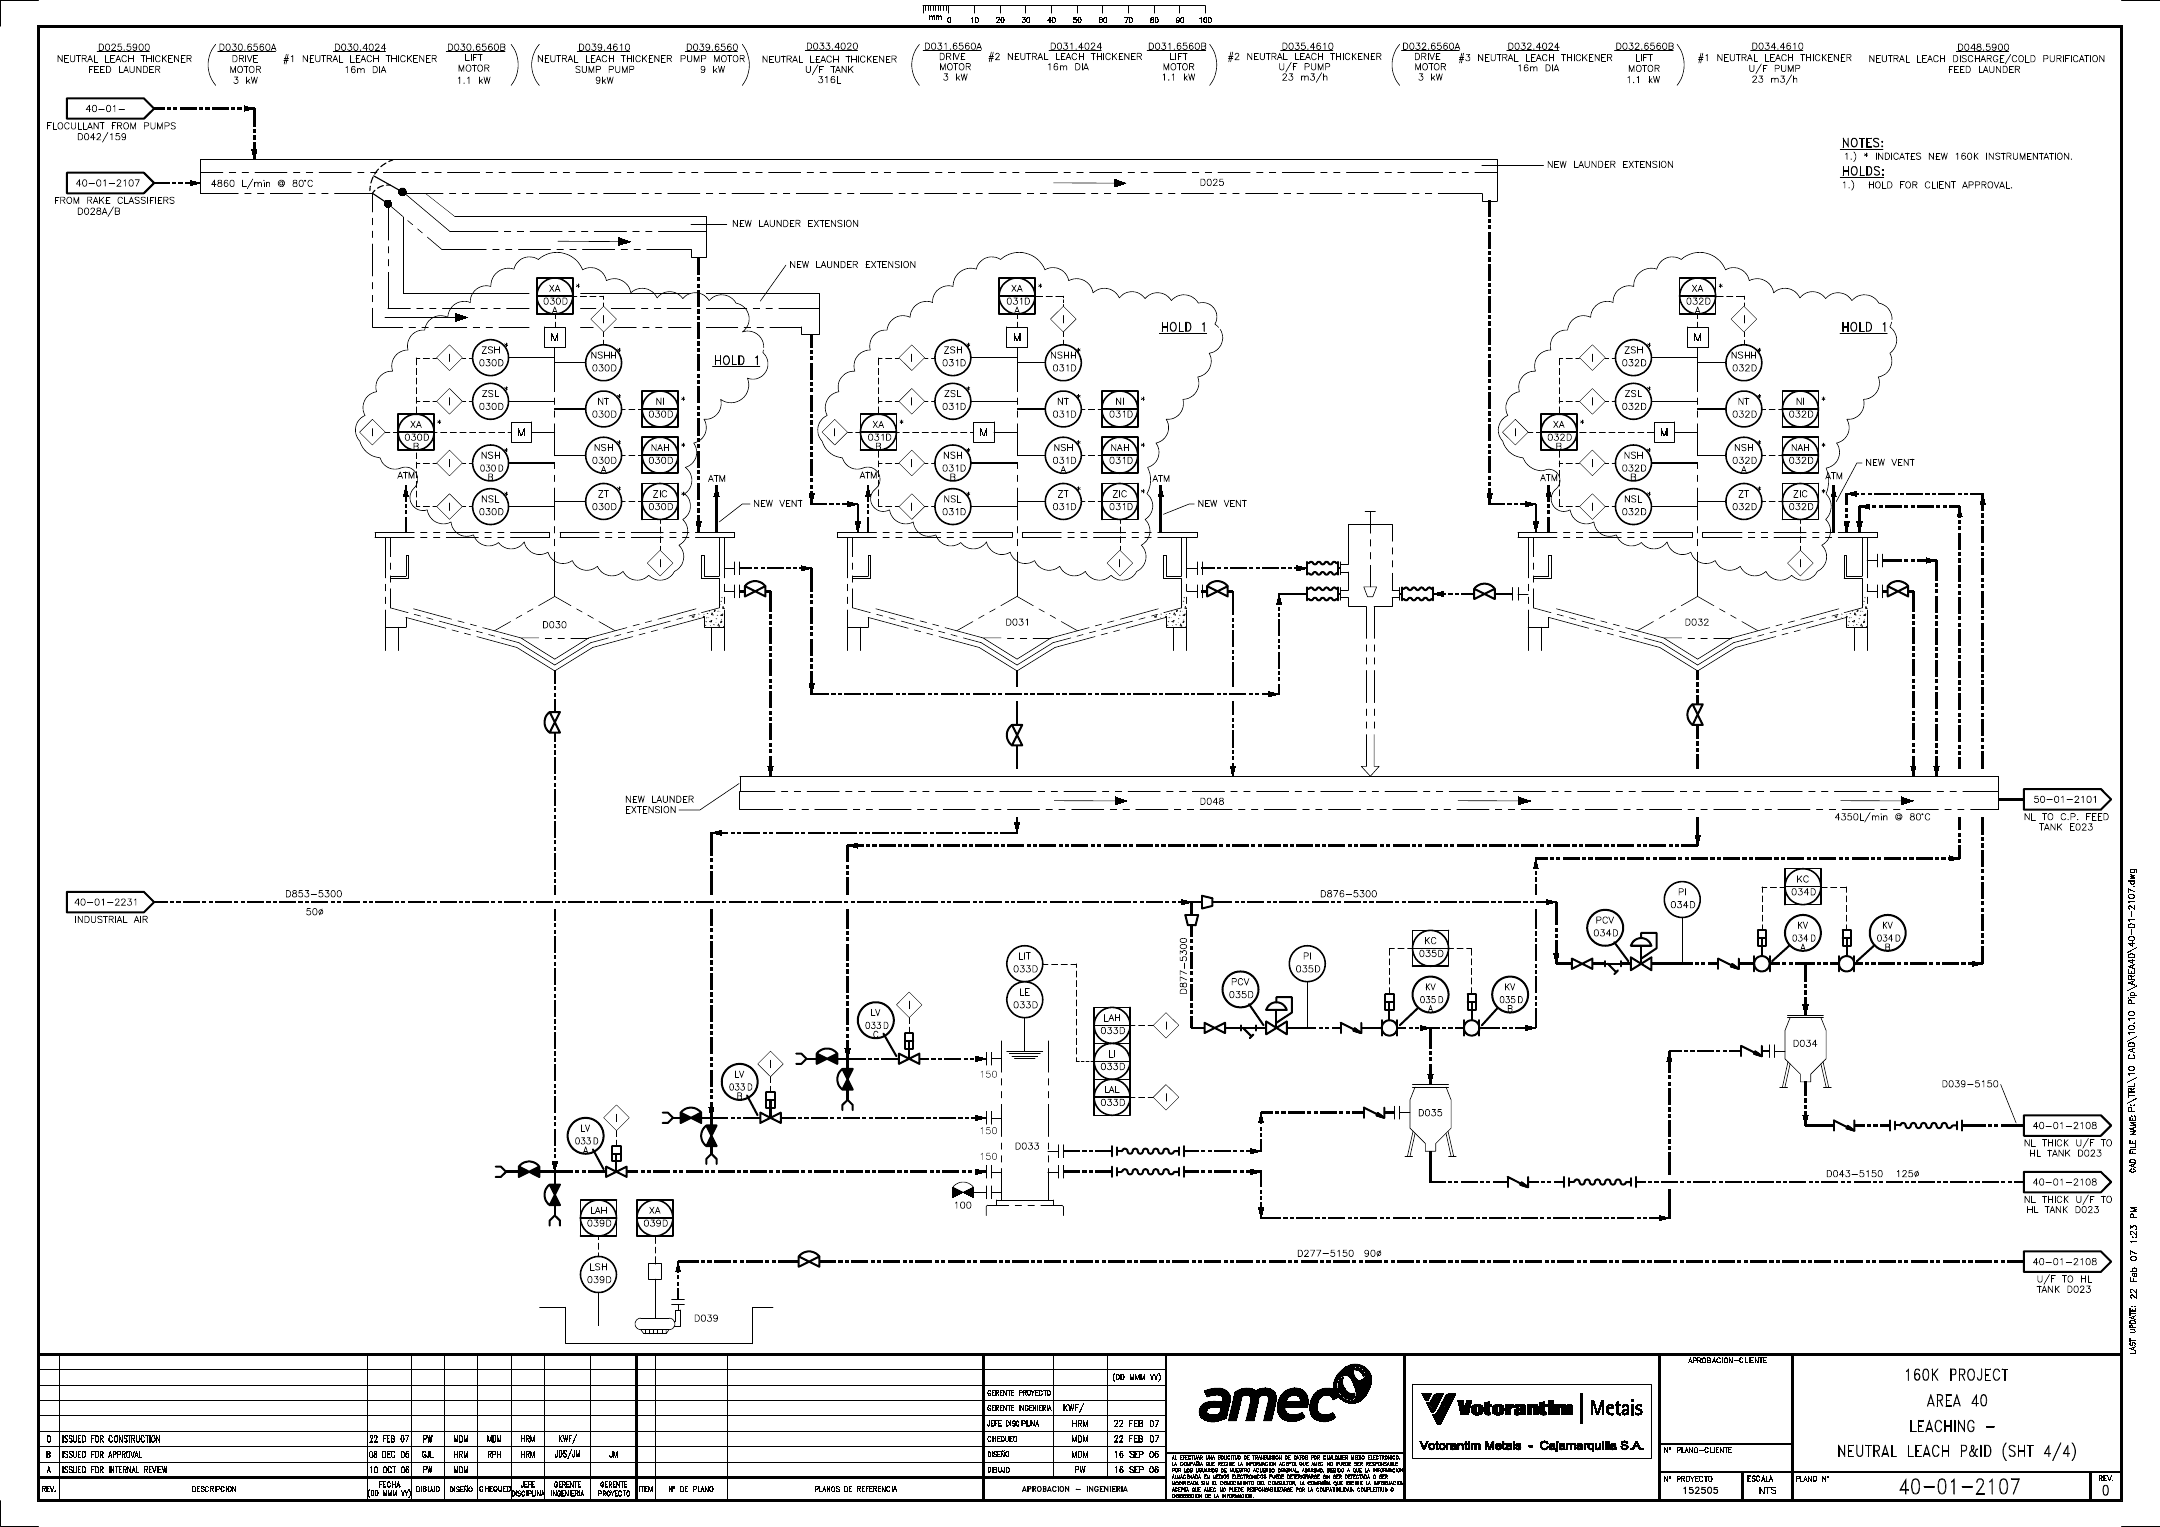 mm 0 10 20 30 40 50 60 70 80 90 100
D025.5900
NEUTRAL LEACH THICKENER
FEED LAUNDER
D030.6560A
DRIVE
MOTOR
3 kW
D030.4024
#1 NEUTRAL LEACH THICKENER
16m DIA
D030.6560B
LIFT
MOTOR
1.1 kW
D039.4610
NEUTRAL LEACH THICKENER
SUMP PUMP
9kW
D039.6560
PUMP MOTOR
9 kW
D033.4020
NEUTRAL LEACH THICKENER
U/F TANK
316L
D031.6560A
DRIVE
MOTOR
3 kW
D031.4024
#2 NEUTRAL LEACH THICKENER
16m DIA
D031.6560B
LIFT
MOTOR
1.1 kW
D035.4610
#2 NEUTRAL LEACH THICKENER
U/F PUMP
23 m3/h
D032.6560A
DRIVE
MOTOR
3 kW
D032.4024
#3 NEUTRAL LEACH THICKENER
16m DIA
D032.6560B
LIFT
MOTOR
1.1 kW
D034.4610
#1 NEUTRAL LEACH THICKENER
U/F PUMP
23 m3/h
D048.5900
NEUTRAL LEACH DISCHARGE/COLD PURIFICATION
FEED LAUNDER
40-01-
FLOCULLANT FROM PUMPS
D042/159
40-01-2107
FROM RAKE CLASSIFIERS
D028A/B
4860 L/min @ 80°C
D025
NEW LAUNDER EXTENSION
NEW LAUNDER EXTENSION
NEW LAUNDER EXTENSION
NOTES:
1.) * INDICATES NEW 160K INSTRUMENTATION.
HOLDS:
1.) HOLD FOR CLIENT APPROVAL.
XA
030D
A
*
M
I
ZSH
030D
*
I
NSHH
030D
*
HOLD 1
ZSL
030D
*
I
NT
030D
*
NI
030D
*
XA
030D
B
*
I
M
NSH
030D
B
*
I
NSH
030D
A
*
NAH
030D
*
NSL
030D
*
I
ZT
030D
*
ZIC
030D
*
I
ATM
ATM
NEW VENT
D030
XA
031D
A
*
M
I
ZSH
031D
*
I
NSHH
031D
*
HOLD 1
ZSL
031D
*
I
NT
031D
*
NI
031D
*
XA
031D
B
*
I
M
NSH
031D
B
*
I
NSH
031D
A
*
NAH
031D
*
NSL
031D
*
I
ZT
031D
*
ZIC
031D
*
I
ATM
ATM
NEW VENT
D031
XA
032D
A
*
M
I
ZSH
032D
*
I
NSHH
032D
*
HOLD 1
ZSL
032D
*
I
NT
032D
*
NI
032D
*
XA
032D
B
*
I
M
NSH
032D
B
*
I
NSH
032D
A
*
NAH
032D
*
NSL
032D
*
I
ZT
032D
*
ZIC
032D
*
I
ATM
ATM
NEW VENT
D032
NEW LAUNDER
EXTENSION
D048
4350L/min @ 80°C
50-01-2101
NL TO C.P. FEED
TANK E023
40-01-2231
INDUSTRIAL AIR
D853-5300
50ø
D876-5300
D877-5300
PCV
034D
PI
034D
KC
034D
KV
034D
A
KV
034D
B
PCV
035D
PI
035D
KC
035D
KV
035D
A
KV
035D
B
LIT
033D
LE
033D
LAH
033D
I
LI
033D
LAL
033D
I
LV
033D
C
I
LV
033D
B
I
LV
033D
A
I
150
150
150
100
D033
D035
D034
D039-5150
40-01-2108
NL THICK U/F TO
HL TANK D023
D043-5150 125ø
40-01-2108
NL THICK U/F TO
HL TANK D023
D277-5150 90ø
40-01-2108
U/F TO HL
TANK D023
LAH
039D
XA
039D
LSH
039D
D039
LAST UPDATE: 22 Feb 07 1:23 PM CAD FILE NAME: P:\TRL\10 CAD\10.10 Pip\AREA40\40-01-2107.dwg
0 ISSUED FOR CONSTRUCTION 22 FEB 07 PW MDM MDM HRM KWF/
B ISSUED FOR APPROVAL 08 DEC 06 GJL HRM RPH HRM JDS/JM JM
A ISSUED FOR INTERNAL REVIEW 10 OCT 06 PW MDM
REV. DESCRIPCION FECHA (DD MMM YY) DIBUJO DISEÑO CHEQUEO JEFE DISCIPLINA GERENTE INGENIERIA GERENTE PROYECTO
ITEM Nº DE PLANO PLANOS DE REFERENCIA
(DD MMM YY)
GERENTE PROYECTO
GERENTE INGENIERIA KWF/
JEFE DISCIPLINA HRM 22 FEB 07
CHEQUEO MDM 22 FEB 07
DISEÑO MDM 16 SEP 06
DIBUJO PW 16 SEP 06
APROBACION - INGENIERIA
amec
Votorantim | Metais
Votorantim Metais - Cajamarquilla S.A.
APROBACION-CLIENTE
Nº PLANO-CLIENTE
Nº PROYECTO
152505
ESCALA
NTS
160K PROJECT
AREA 40
LEACHING -
NEUTRAL LEACH P&ID (SHT 4/4)
PLANO Nº
40-01-2107
REV.
0